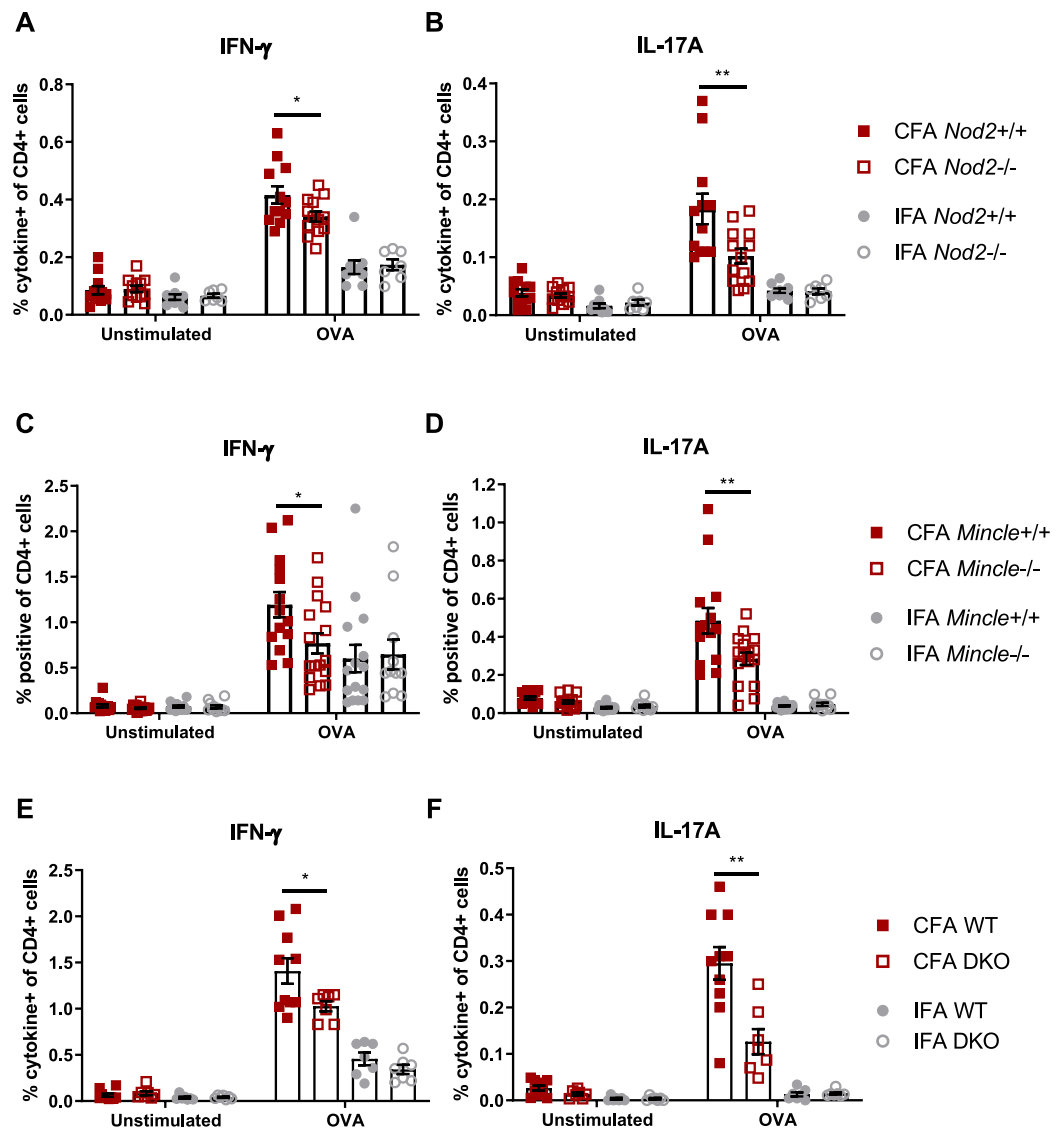 A
IFN-γ
% cytokine+ of CD4+ cells
0.8
0.6
0.4
0.2
0.0
*
Unstimulated
OVA
B
IL-17A
% cytokine+ of CD4+ cells
0.4
0.3
0.2
0.1
0.0
**
Unstimulated
OVA
CFA Nod2+/+
CFA Nod2-/-
IFA Nod2+/+
IFA Nod2-/-
C
IFN-γ
% positive of CD4+ cells
2.5
2.0
1.5
1.0
0.5
0.0
*
Unstimulated
OVA
D
IL-17A
% positive of CD4+ cells
1.2
1.0
0.8
0.6
0.4
0.2
0.0
**
Unstimulated
OVA
CFA Mincle+/+
CFA Mincle-/-
IFA Mincle+/+
IFA Mincle-/-
E
IFN-γ
% cytokine+ of CD4+ cells
2.5
2.0
1.5
1.0
0.5
0.0
*
Unstimulated
OVA
F
IL-17A
% cytokine+ of CD4+ cells
0.5
0.4
0.3
0.2
0.1
0.0
**
Unstimulated
OVA
CFA WT
CFA DKO
IFA WT
IFA DKO